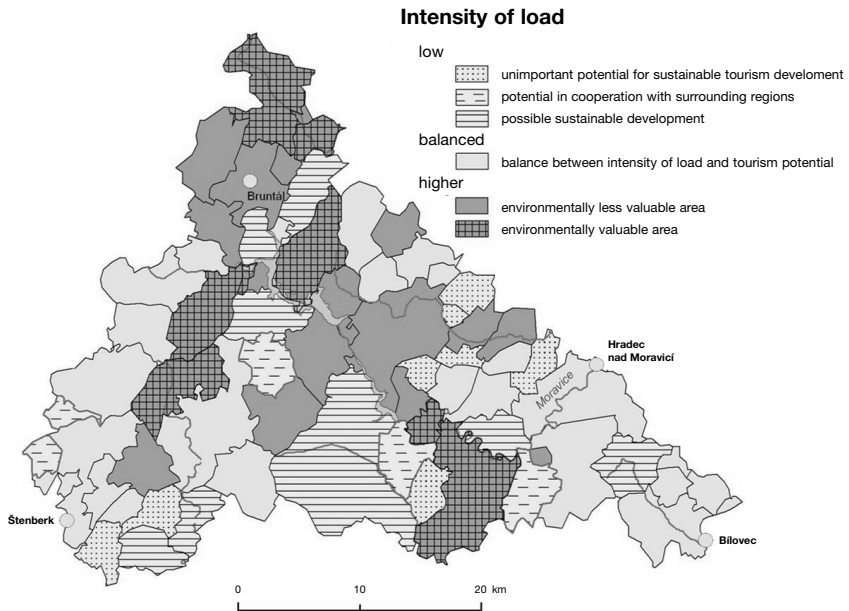 Intensity of load
low
unimportant potential for sustainable tourism develoment
potential in cooperation with surrounding regions
possible sustainable development
balanced
balance between intensity of load and tourism potential
higher
environmentally less valuable area
environmentally valuable area
Bruntál
Hradec
nad Moravicí
Moravice
Štenberk
Bílovec
0 10 20 km